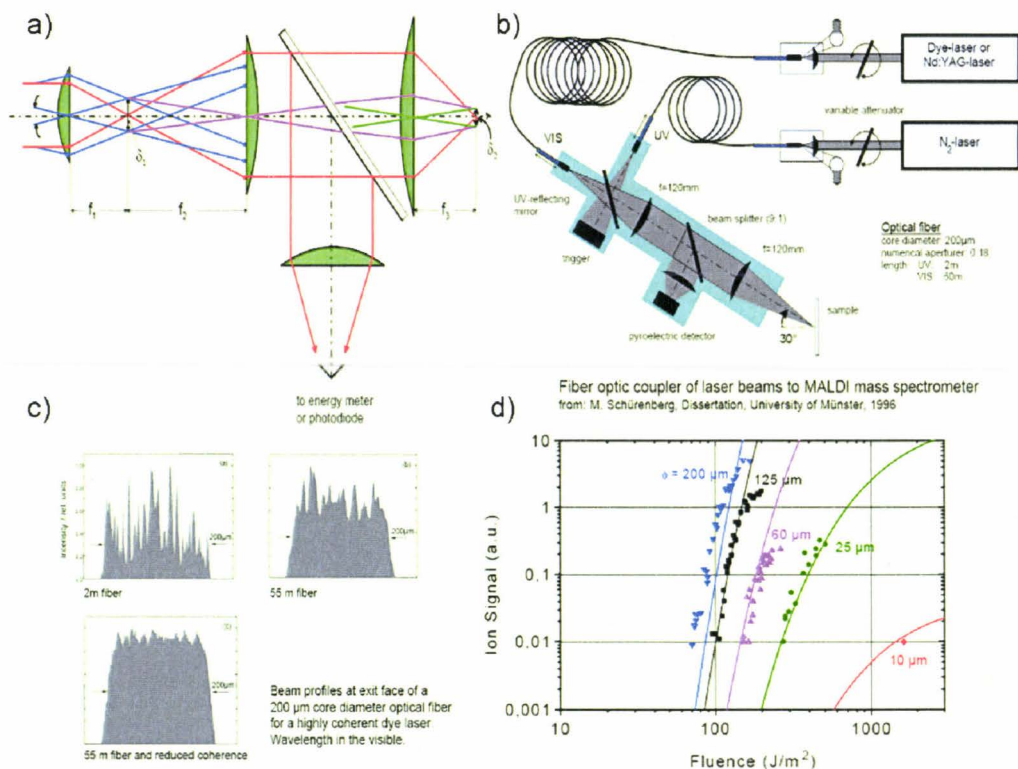 a)
δ₂
δ₃
f₁
f₂
f₃
to energy meter
or photodiode
b)
Dye-laser or
Nd:YAG-laser
variable attenuator
N₂-laser
VIS
UV
UV-reflecting
mirror
f=120mm
beam splitter (9:1)
f=120mm
trigger
pyroelectric detector
sample
30°
Optical fiber
core diameter: 200µm
numerical aperturer: 0.18
length UV: 2m
VIS: 50m
c)
Intensity / rel. units
200µm
2m fiber
200µm
55 m fiber
200µm
55 m fiber and reduced coherence
Beam profiles at exit face of a
200 µm core diameter optical fiber
for a highly coherent dye laser
Wavelength in the visible.
Fiber optic coupler of laser beams to MALDI mass spectrometer
d)
from: M. Schürenberg, Dissertation, University of Münster, 1996
Ion Signal (a.u.)
10
1
0.1
0.01
0,001
ϕ = 200 µm
125 µm
60 µm
25 µm
10 µm
10
100
1000
Fluence (J/m²)